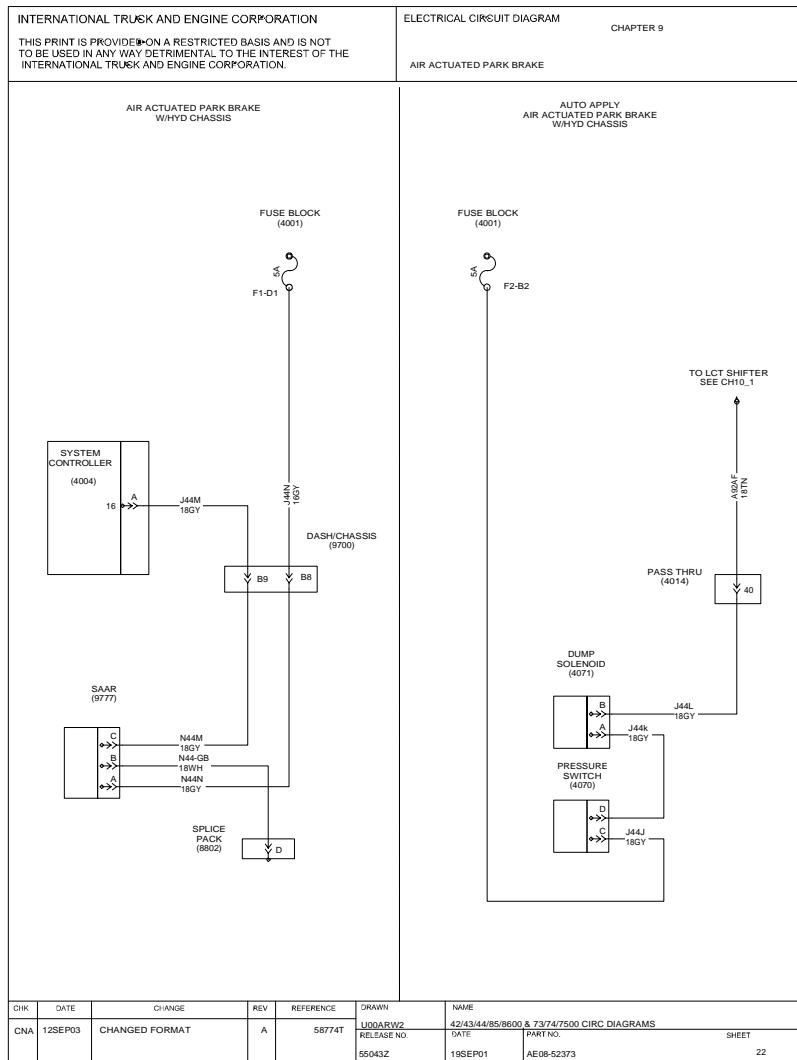 INTERNATIONAL TRUCK AND ENGINE CORPORATION
THIS PRINT IS PROVIDED ON A RESTRICTED BASIS AND IS NOT
TO BE USED IN ANY WAY DETRIMENTAL TO THE INTEREST OF THE
INTERNATIONAL TRUCK AND ENGINE CORPORATION.
ELECTRICAL CIRCUIT DIAGRAM
CHAPTER 9
AIR ACTUATED PARK BRAKE
AIR ACTUATED PARK BRAKE
W/HYD CHASSIS
FUSE BLOCK
(4001)
5A
F1-D1
SYSTEM
CONTROLLER
(4004)
16
A
J44M
18GY
J44N
16GY
DASH/CHASSIS
(9700)
B9
B8
SAAR
(9777)
C
N44M
18GY
B
N44-GB
18WH
A
N44N
18GY
SPLICE
PACK
(8802)
D
AUTO APPLY
AIR ACTUATED PARK BRAKE
W/HYD CHASSIS
FUSE BLOCK
(4001)
5A
F2-B2
TO LCT SHIFTER
SEE CH10_1
A92AF
18TN
PASS THRU
(4014)
40
DUMP
SOLENOID
(4071)
B
J44L
18GY
A
J44k
18GY
PRESSURE
SWITCH
(4070)
D
C
J44J
18GY
CHK DATE CHANGE REV REFERENCE
CNA 12SEP03 CHANGED FORMAT A 58774T
DRAWN
U00ARW2
NAME
42/43/44/85/8600 & 73/74/7500 CIRC DIAGRAMS
RELEASE NO.
55043Z
DATE
19SEP01
PART NO.
AE08-52373
SHEET
22